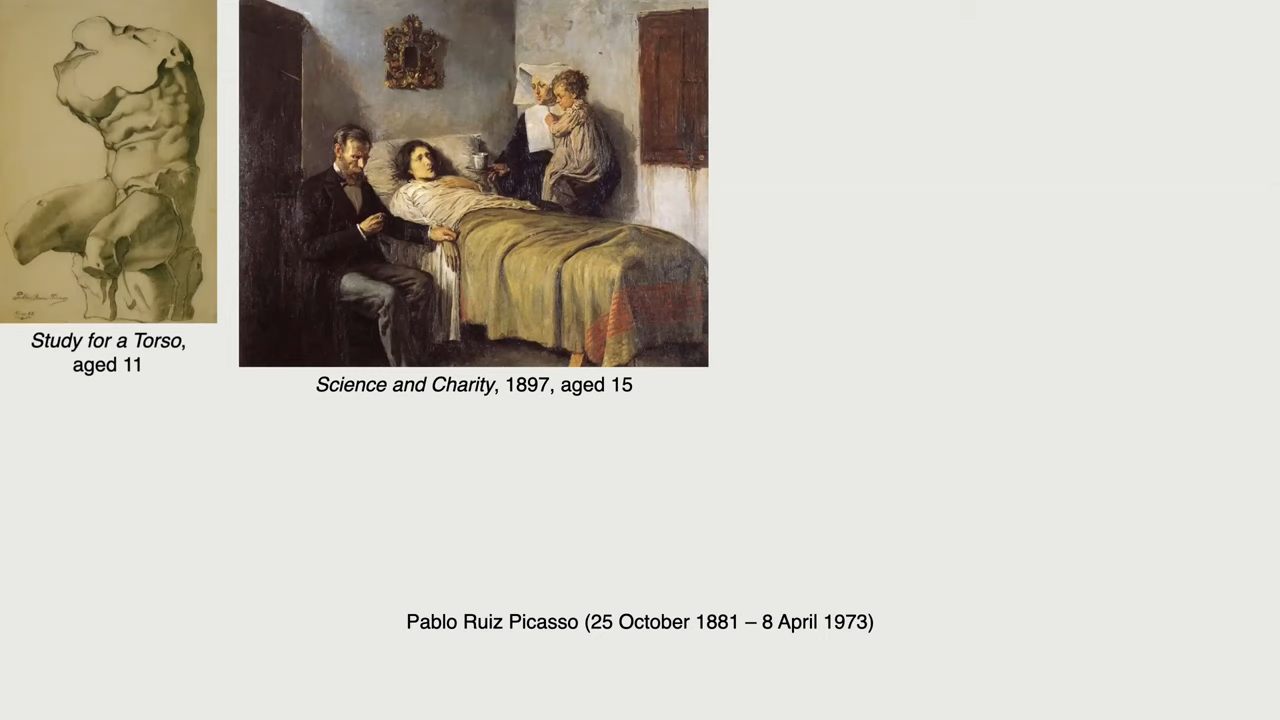 Study for a Torso,
aged 11
Science and Charity, 1897, aged 15
Pablo Ruiz Picasso (25 October 1881 – 8 April 1973)